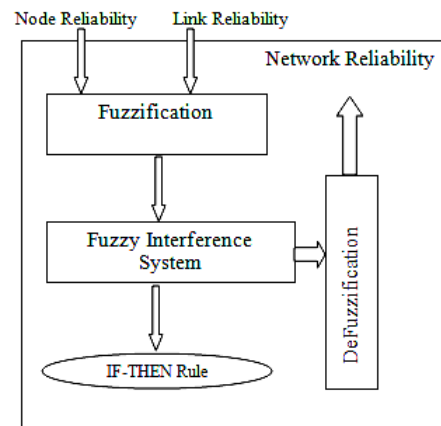 Node Reliability
Link Reliability
Network Reliability
Fuzzification
Fuzzy Interference
System
DeFuzzification
IF-THEN Rule